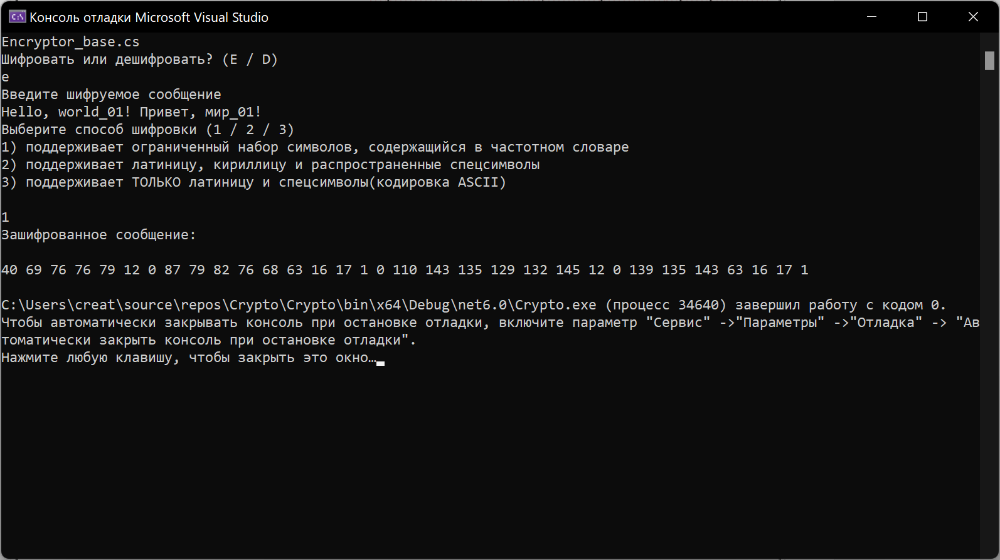 Консоль отладки Microsoft Visual Studio
Encryptor_base.cs
Шифровать или дешифровать? (E / D)
e
Введите шифруемое сообщение
Hello, world_01! Привет, мир_01!
Выберите способ шифровки (1 / 2 / 3)
1) поддерживает ограниченный набор символов, содержащийся в частотном словаре
2) поддерживает латиницу, кириллицу и распространенные спецсимволы
3) поддерживает ТОЛЬКО латиницу и спецсимволы(кодировка ASCII)
1
Зашифрованное сообщение:
40 69 76 76 79 12 0 87 79 82 76 68 63 16 17 1 0 110 143 135 129 132 145 12 0 139 135 143 63 16 17 1
C:\Users\creat\source\repos\Crypto\Crypto\bin\x64\Debug\net6.0\Crypto.exe (процесс 34640) завершил работу с кодом 0.
Чтобы автоматически закрывать консоль при остановке отладки, включите параметр "Сервис" ->"Параметры" ->"Отладка" -> "Ав
томатически закрыть консоль при остановке отладки".
Нажмите любую клавишу, чтобы закрыть это окно…